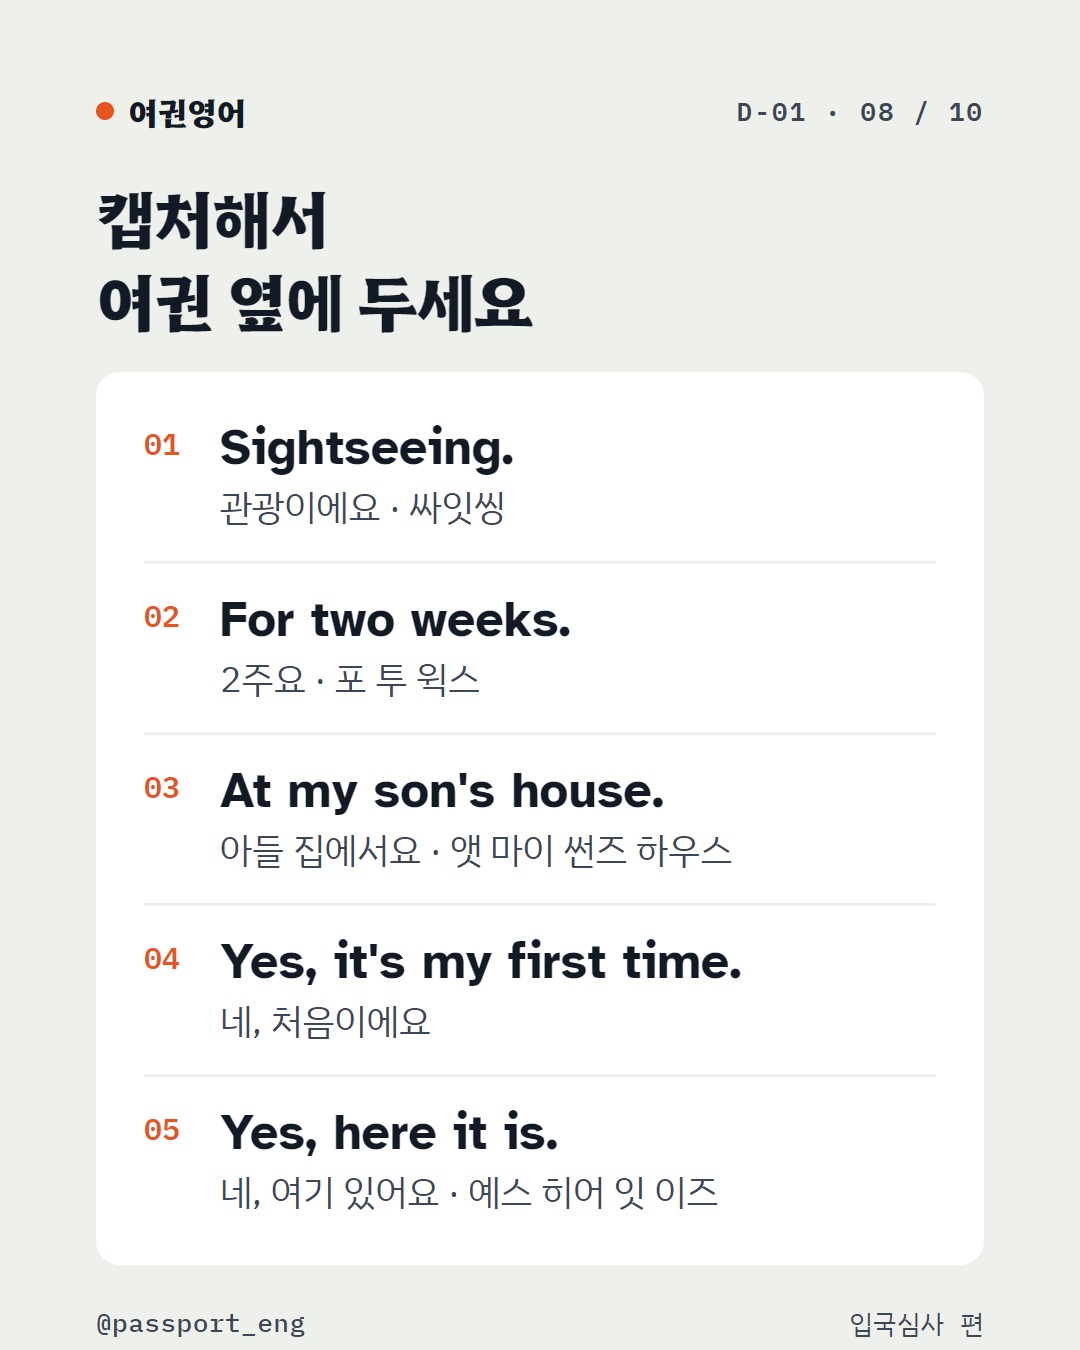 여권영어
D-01 · 08 / 10
캡처해서
여권 옆에 두세요
01 Sightseeing.
관광이에요 · 싸잇씽
02 For two weeks.
2주요 · 포 투 윅스
03 At my son's house.
아들 집에서요 · 앳 마이 썬즈 하우스
04 Yes, it's my first time.
네, 처음이에요
05 Yes, here it is.
네, 여기 있어요 · 예스 히어 잇 이즈
@passport_eng
입국심사 편